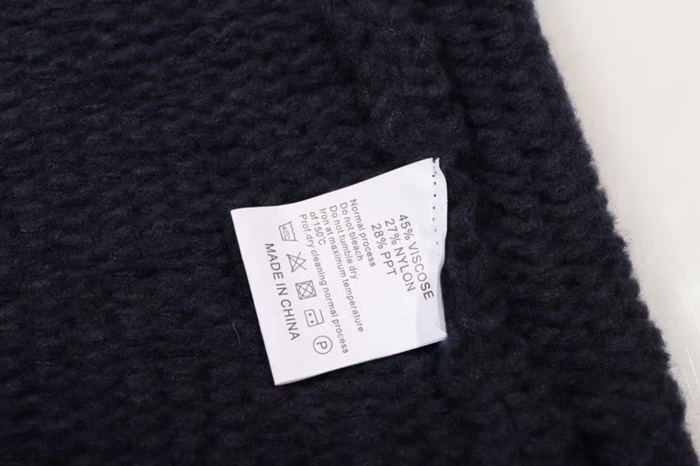 45% VISCOSE
27% NYLON
28% PPT
Normal process
Do not bleach
Do not tumble dry
Iron at maximum temperature
of 150°C
Prof.dry cleaning normal process
P
MADE IN CHINA